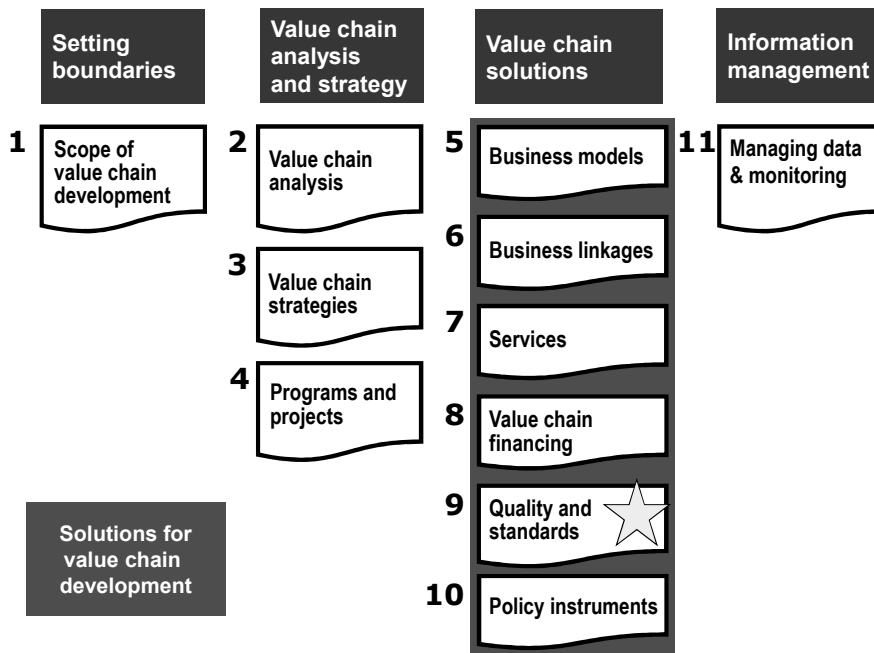 Setting
boundaries
1
Scope of
value chain
development
Value chain
analysis
and strategy
2
Value chain
analysis
3
Value chain
strategies
4
Programs and
projects
Value chain
solutions
5
Business models
6
Business linkages
7
Services
8
Value chain
financing
9
Quality and
standards
10
Policy instruments
Information
management
11
Managing data
& monitoring
Solutions for
value chain
development